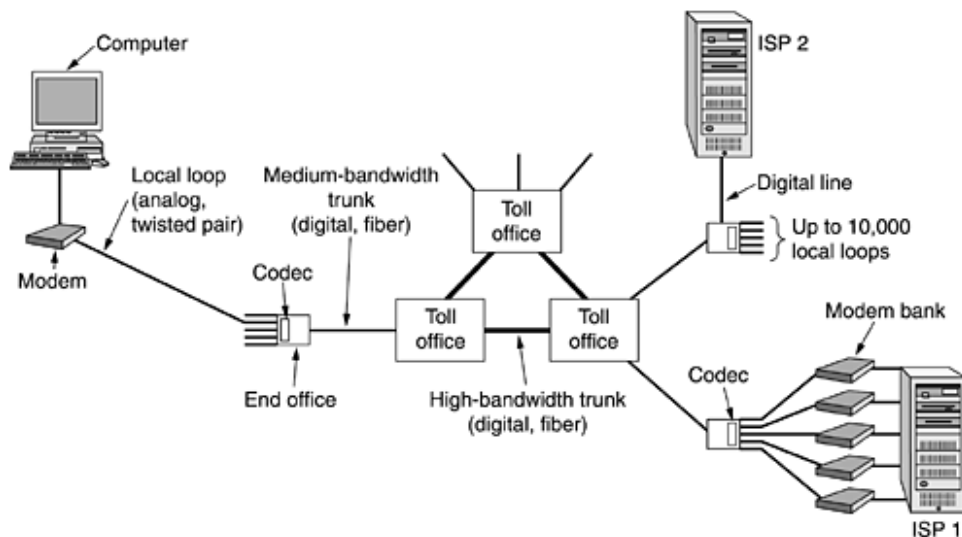 Computer
ISP 2
Local loop
(analog,
twisted pair)
Medium-bandwidth
trunk
(digital, fiber)
Digital line
Toll
office
Up to 10,000
local loops
Modem
Codec
Toll
office
Toll
office
Modem bank
End office
High-bandwidth trunk
(digital, fiber)
Codec
ISP 1